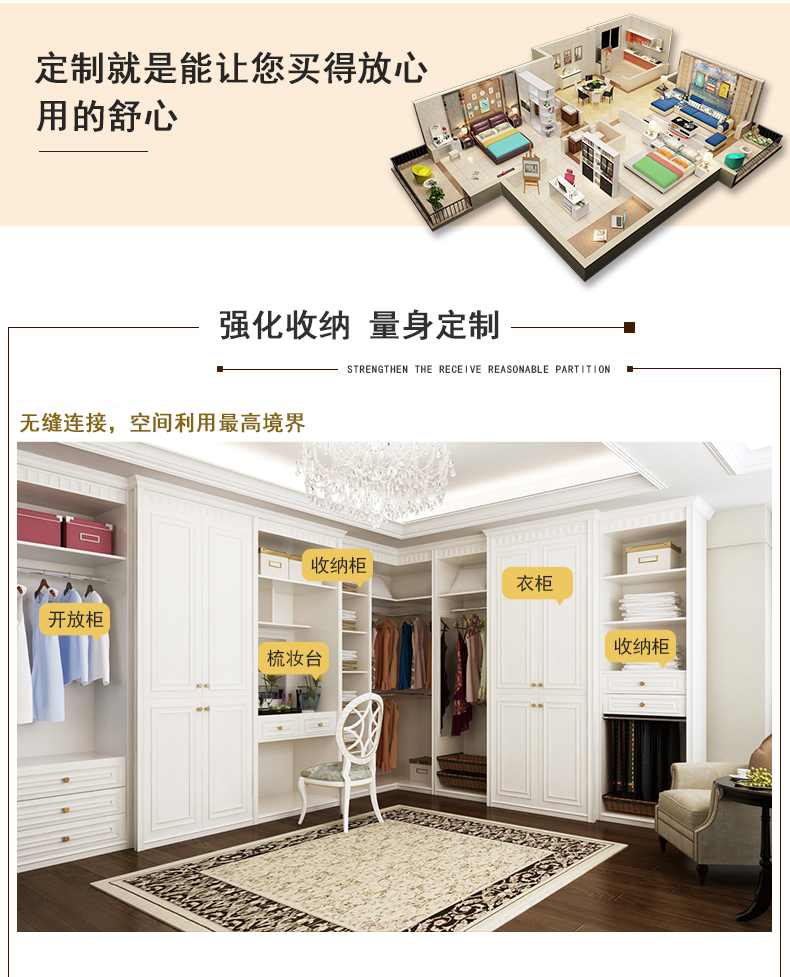 定制就是能让您买得放心
用的舒心
强化收纳 量身定制
STRENGTHEN THE RECEIVE REASONABLE PARTITION
无缝连接，空间利用最高境界
收纳柜
衣柜
开放柜
收纳柜
梳妆台